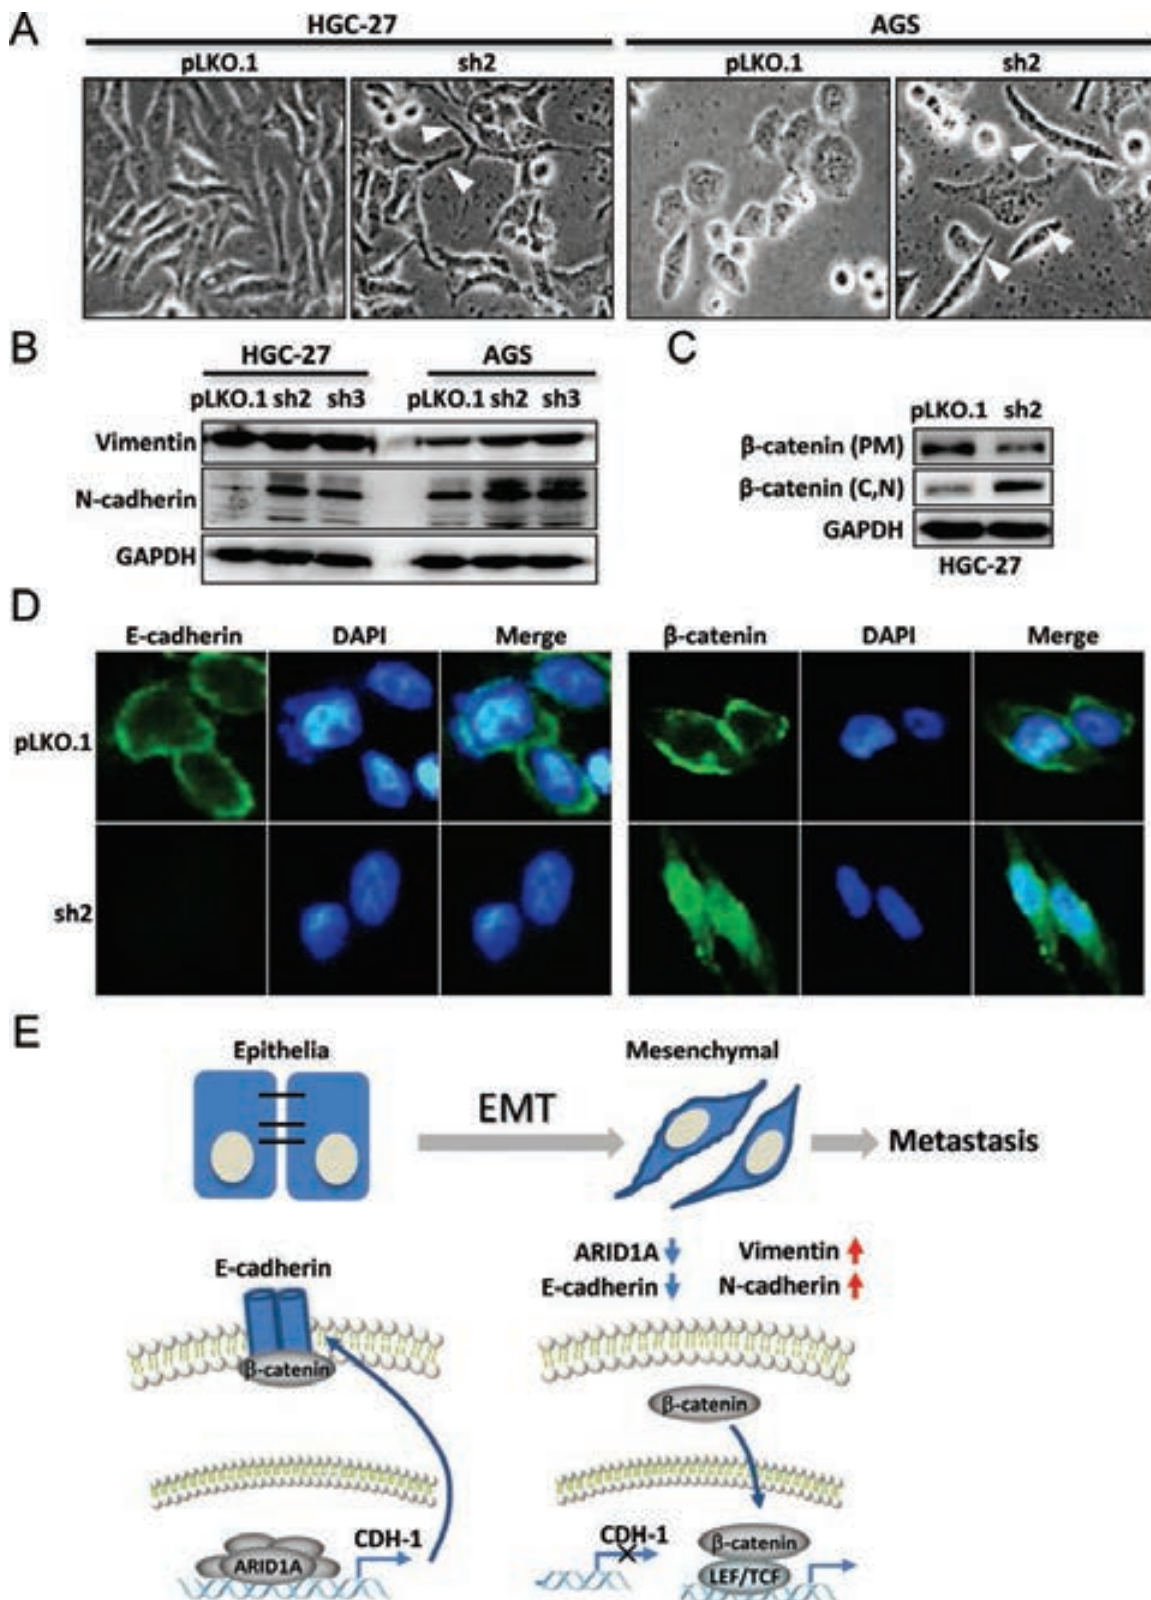 A
HGC-27 AGS
pLKO.1 sh2 pLKO.1 sh2
B
HGC-27 AGS
pLKO.1 sh2 sh3 pLKO.1 sh2 sh3
Vimentin
N-cadherin
GAPDH
C
pLKO.1 sh2
β-catenin (PM)
β-catenin (C,N)
GAPDH
HGC-27
D
E-cadherin DAPI Merge β-catenin DAPI Merge
pLKO.1
sh2
E
Epithelia Mesenchymal
EMT
Metastasis
ARID1A Vimentin
E-cadherin N-cadherin
E-cadherin
β-catenin
β-catenin
CDH-1
ARID1A
CDH-1
β-catenin
LEF/TCF